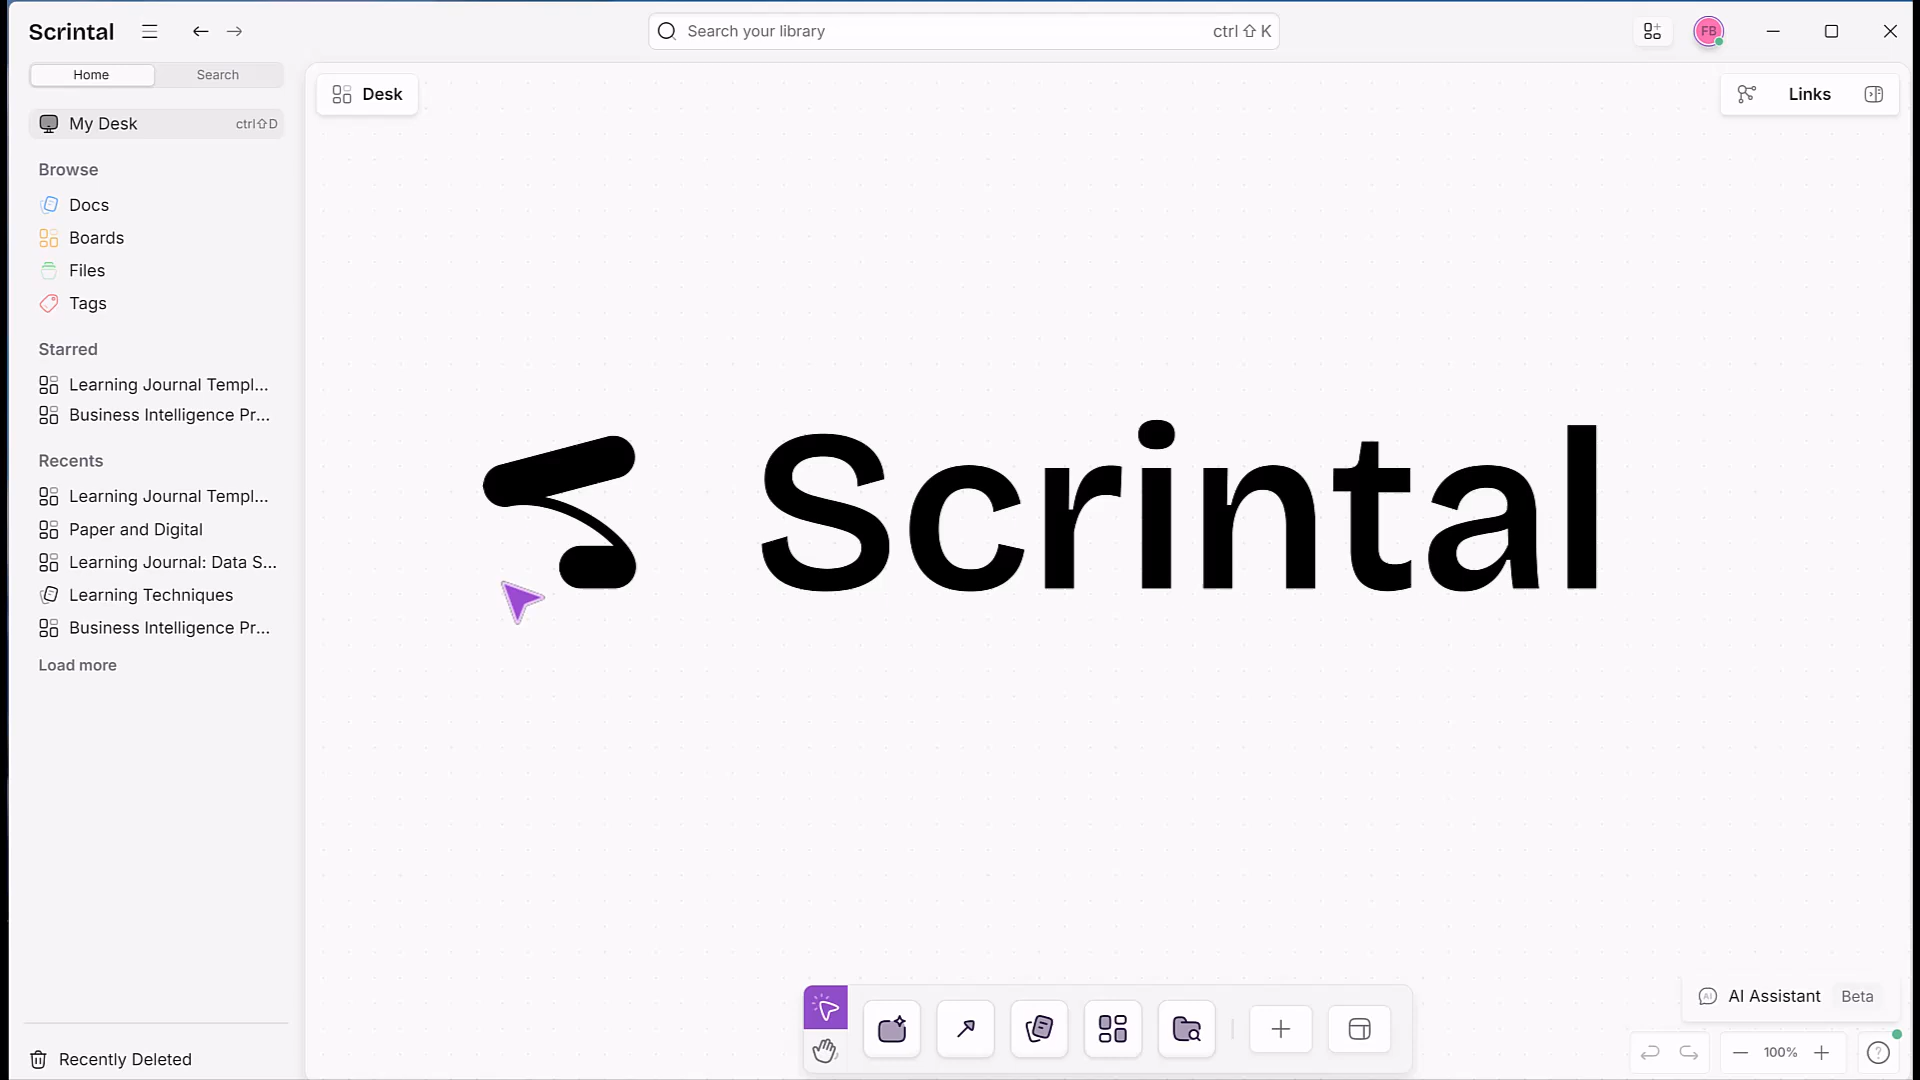 Scrintal
Search your library
ctrl ⇧ K
FB
Home
Search
My Desk
ctrl⇧D
Browse
Docs
Boards
Files
Tags
Starred
Learning Journal Templ...
Business Intelligence Pr...
Recents
Learning Journal Templ...
Paper and Digital
Learning Journal: Data S...
Learning Techniques
Business Intelligence Pr...
Load more
Recently Deleted
Desk
Links
Scrintal
AI
AI Assistant
Beta
100%
?